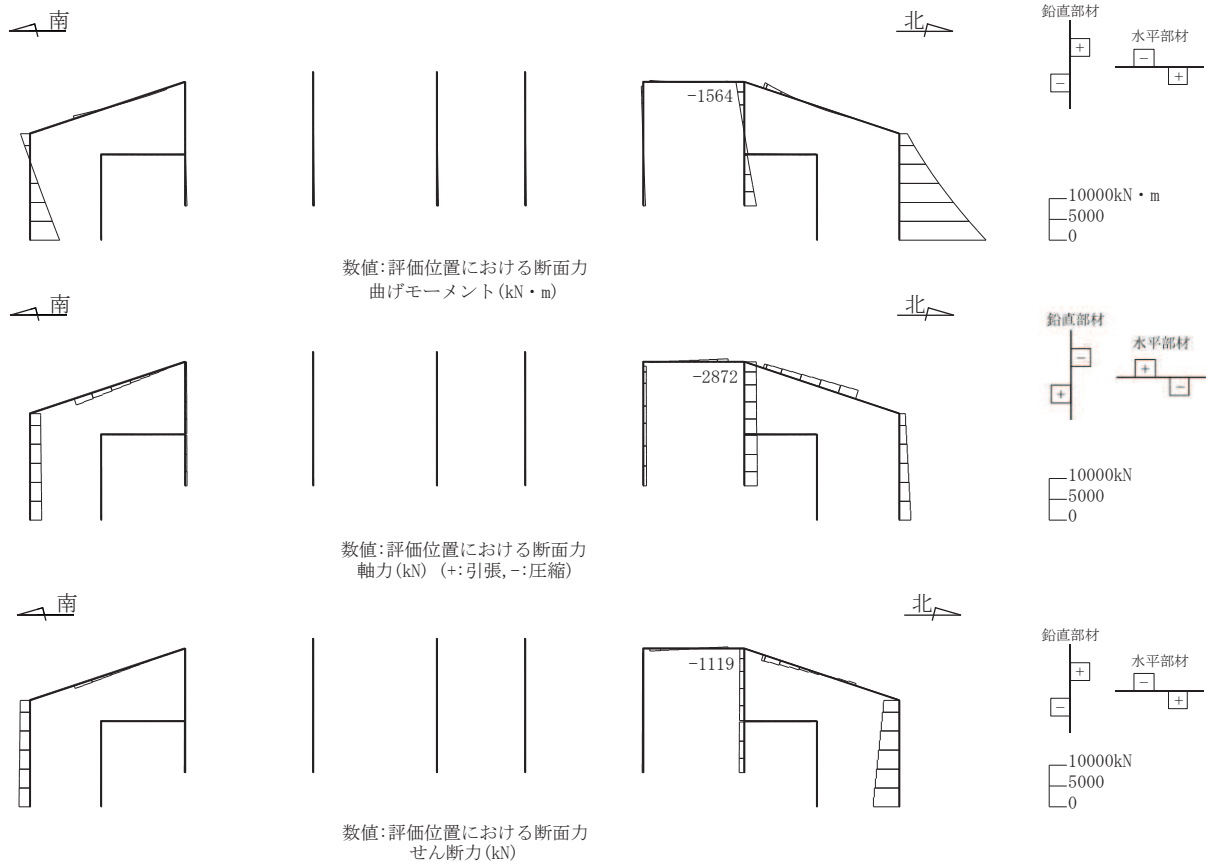 南
北
鉛直部材
+
−
水平部材
−
+
-1564
10000kN・m
5000
0
数値:評価位置における断面力
曲げモーメント(kN・m)
南
北
鉛直部材
−
+
水平部材
+
−
-2872
10000kN
5000
0
数値:評価位置における断面力
軸力(kN) (+:引張,-:圧縮)
南
北
鉛直部材
+
−
水平部材
−
+
-1119
10000kN
5000
0
数値:評価位置における断面力
せん断力(kN)